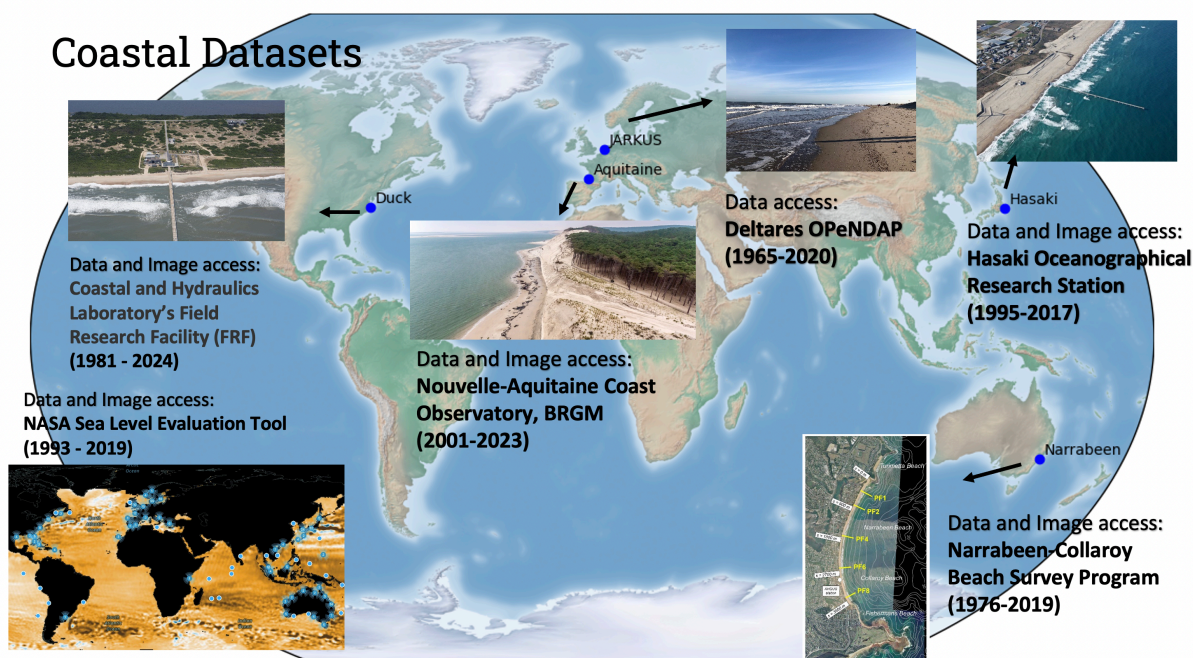 Coastal Datasets
JARKUS
Aquitaine
Duck
Hasaki
Narrabeen
Data and Image access:
Coastal and Hydraulics
Laboratory's Field
Research Facility (FRF)
(1981 - 2024)
Data and Image access:
NASA Sea Level Evaluation Tool
(1993 - 2019)
Data and Image access:
Nouvelle-Aquitaine Coast
Observatory, BRGM
(2001-2023)
Data access:
Deltares OPeNDAP
(1965-2020)
Data and Image access:
Hasaki Oceanographical
Research Station
(1995-2017)
Data and Image access:
Narrabeen-Collaroy
Beach Survey Program
(1976-2019)
Turimetta Beach
PF1
PF2
Narrabeen Beach
PF4
PF6
Collaroy Beach
PF8
Fishermans Beach